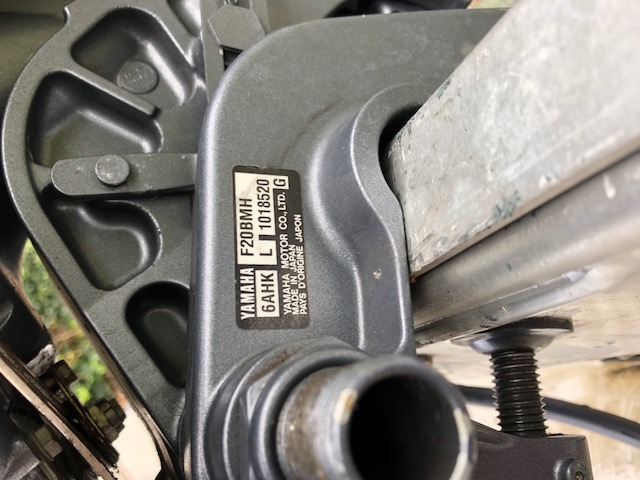 YAMAHA F20BMH
6AHK L 1018520 G
YAMAHA MOTOR CO., LTD.
MADE IN JAPAN
PAYS D'ORIGINE JAPON